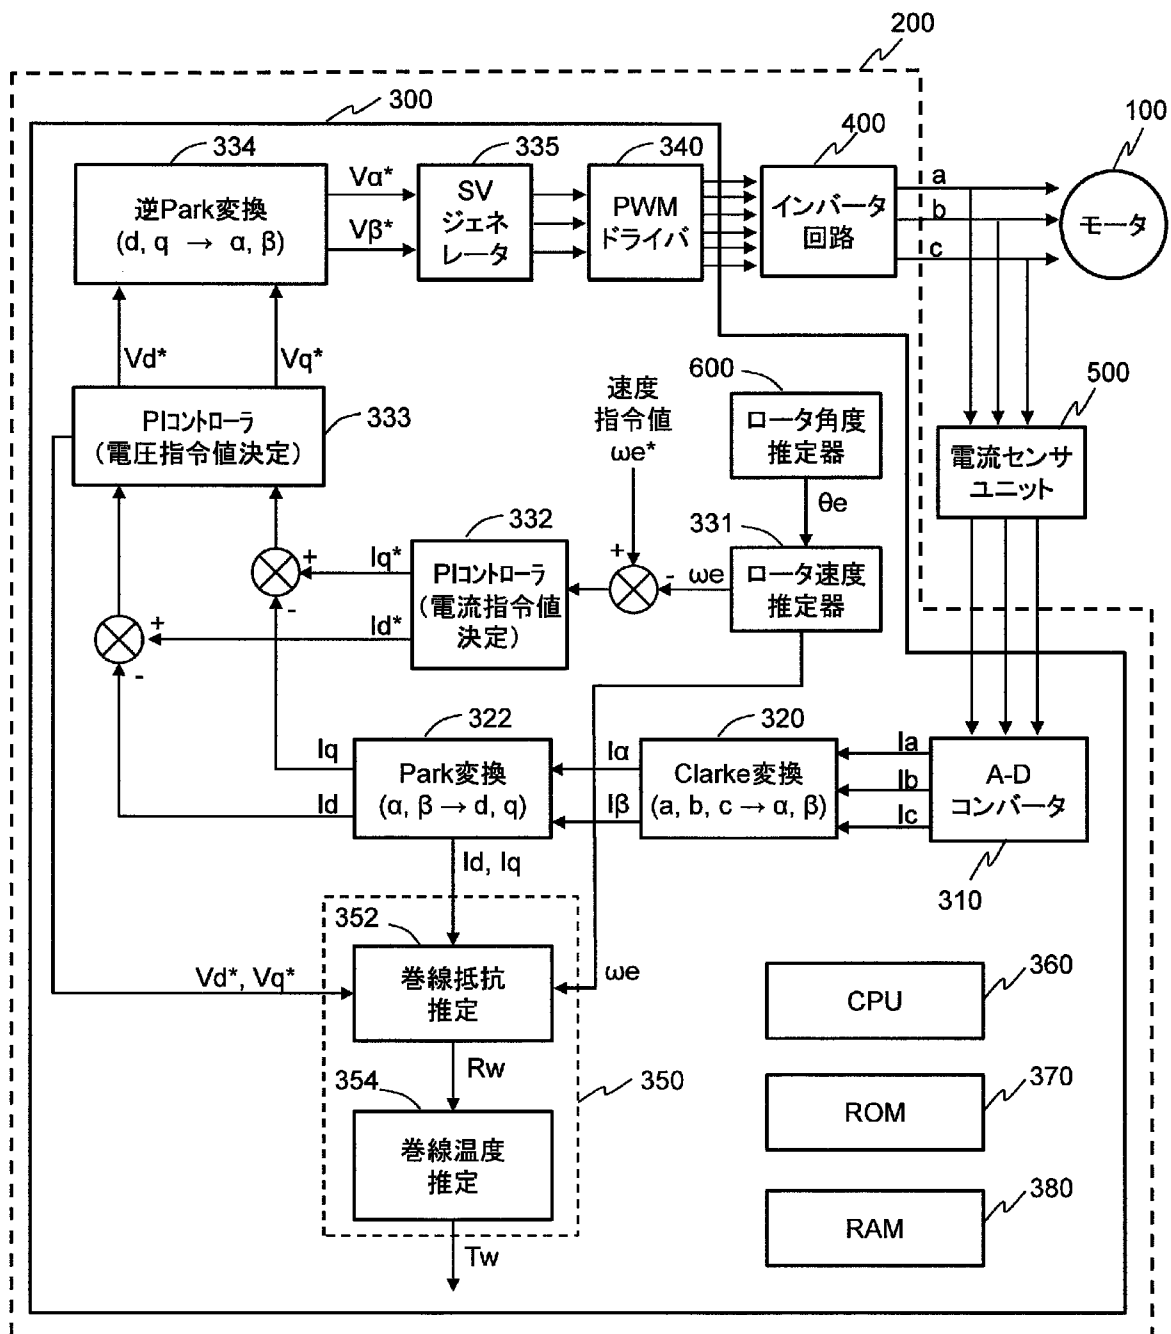 200
300
100
334
335
340
400
逆Park変換
(d, q → α, β)
Vα*
Vβ*
SV
ジェネ
レータ
PWM
ドライバ
インバータ
回路
a
b
c
モータ
Vd*
Vq*
PIコントローラ
(電圧指令値決定)
333
速度
指令値
ωe*
600
ロータ角度
推定器
θe
500
電流センサ
ユニット
332
PIコントローラ
(電流指令値
決定)
Iq*
Id*
+
-
+
-
+
-
ωe
331
ロータ速度
推定器
322
Park変換
(α, β → d, q)
Iq
Id
Iα
Iβ
320
Clarke変換
(a, b, c → α, β)
Ia
Ib
Ic
A-D
コンバータ
310
Id, Iq
352
巻線抵抗
推定
Vd*, Vq*
ωe
Rw
350
354
巻線温度
推定
Tw
360
CPU
370
ROM
380
RAM